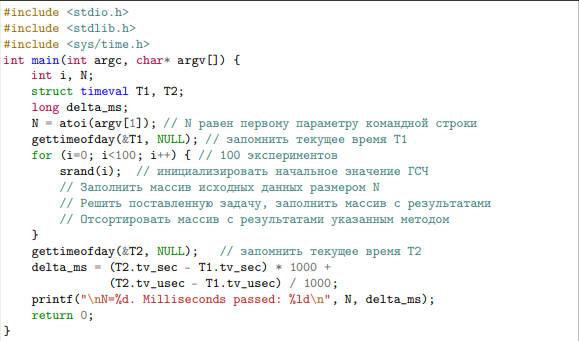 #include <stdio.h>
#include <stdlib.h>
#include <sys/time.h>
int main(int argc, char* argv[]) {
    int i, N;
    struct timeval T1, T2;
    long delta_ms;
    N = atoi(argv[1]); // N равен первому параметру командной строки
    gettimeofday(&T1, NULL); // запомнить текущее время T1
    for (i=0; i<100; i++) { // 100 экспериментов
        srand(i);  // инициализировать начальное значение ГСЧ
        // Заполнить массив исходных данных размером N
        // Решить поставленную задачу, заполнить массив с результатами
        // Отсортировать массив с результатами указанным методом
    }
    gettimeofday(&T2, NULL);   // запомнить текущее время T2
    delta_ms = (T2.tv_sec - T1.tv_sec) * 1000 +
               (T2.tv_usec - T1.tv_usec) / 1000;
    printf("\nN=%d. Milliseconds passed: %ld\n", N, delta_ms);
    return 0;
}